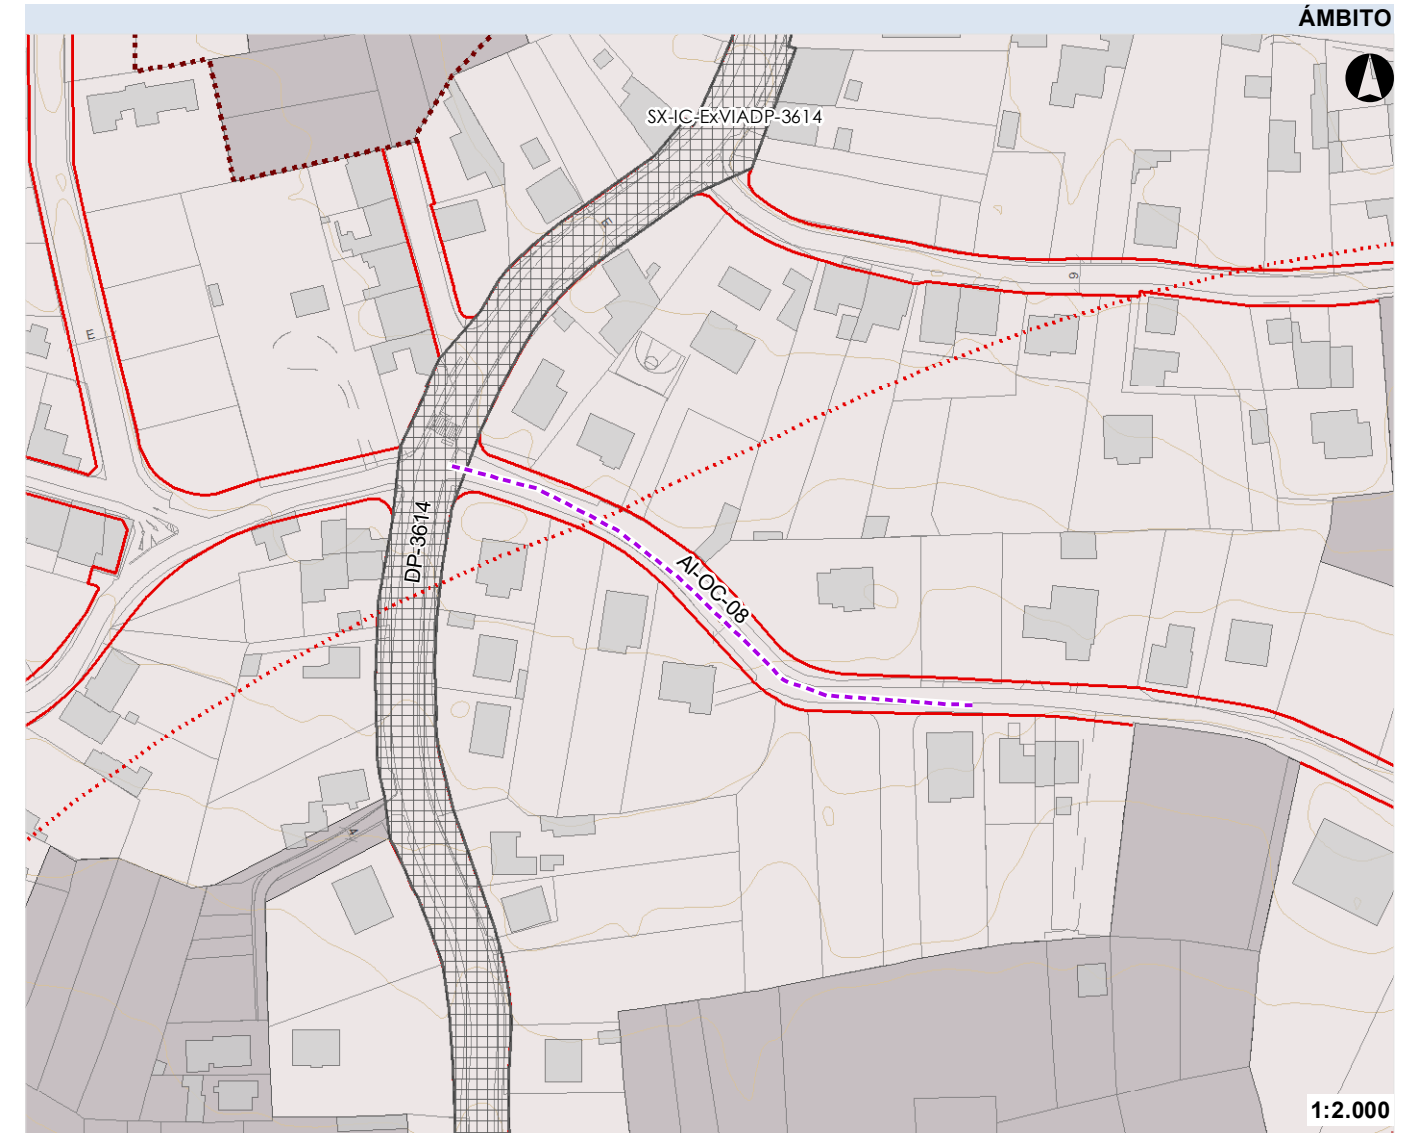 ÁMBITO
SX-IC-ExVIADP-3614
E
6
E
DP-3614
AI-OC-08
A
1:2.000